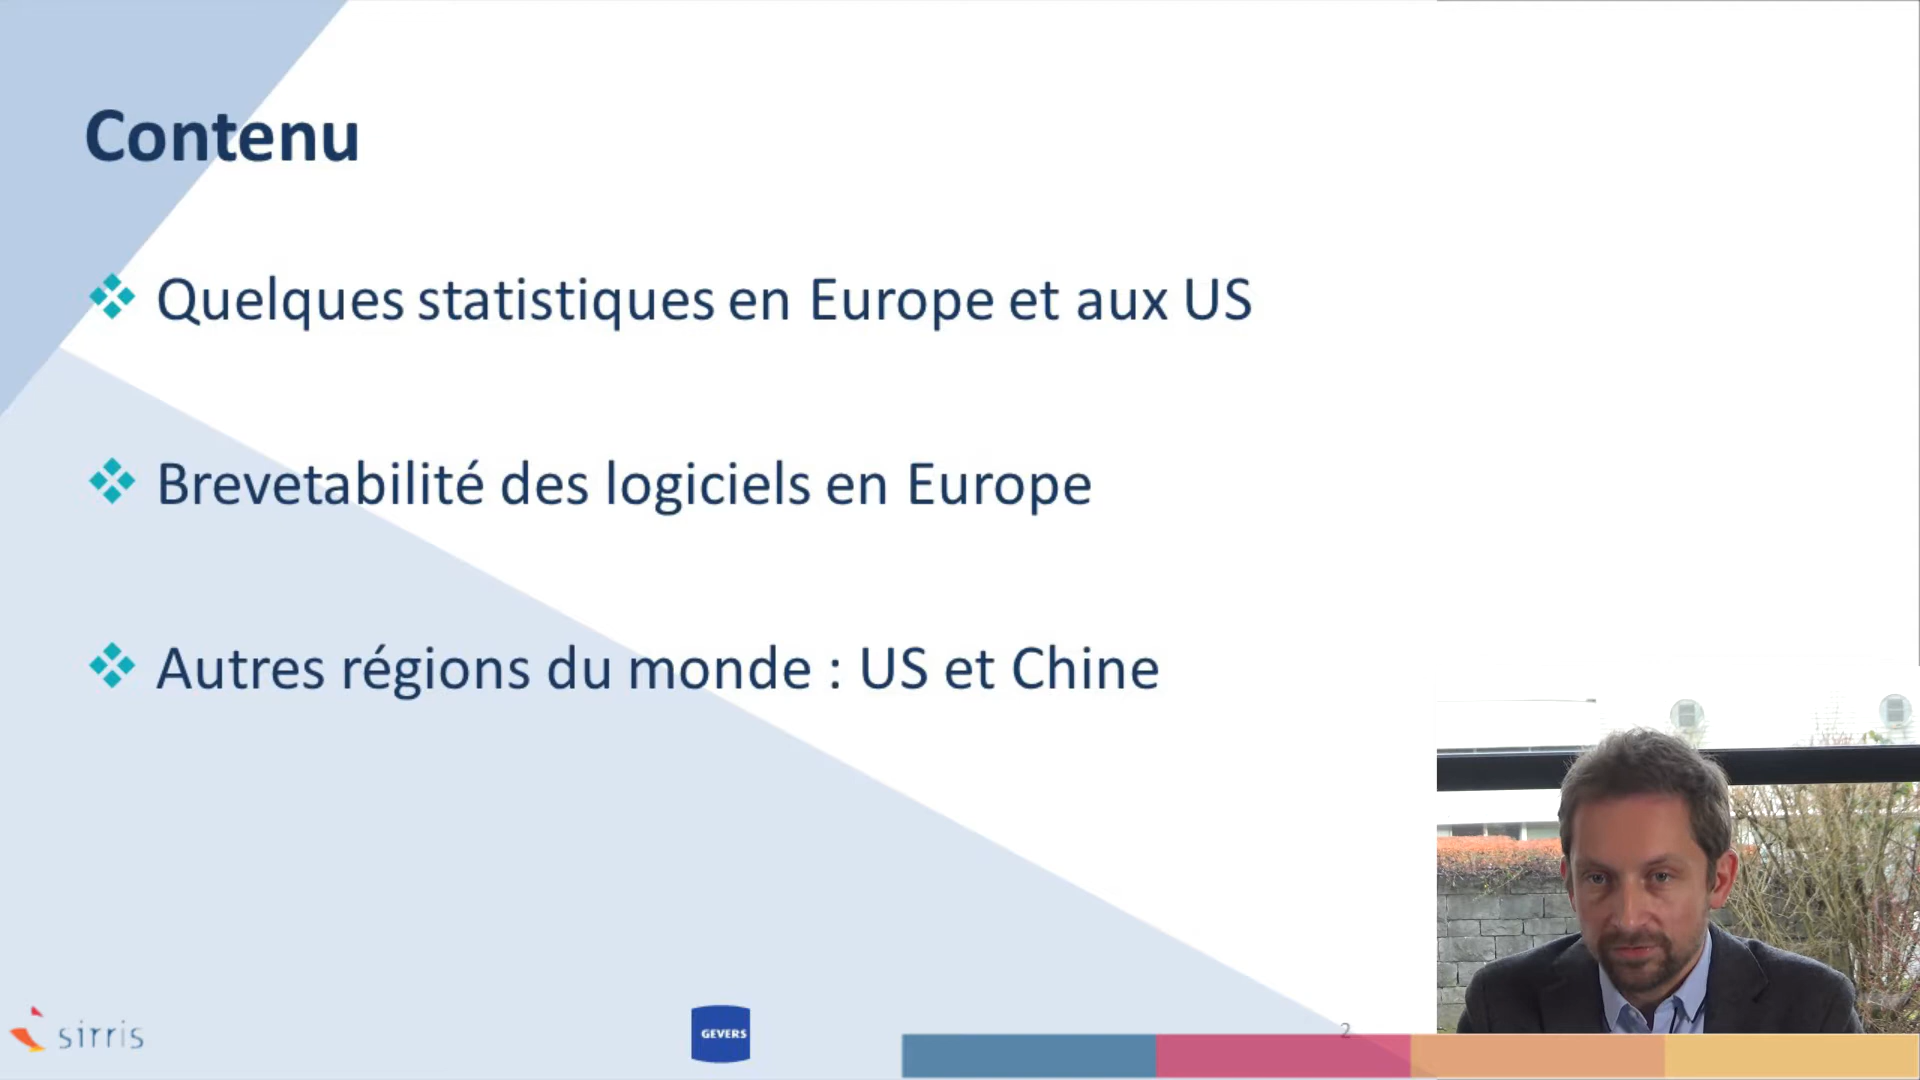 Contenu
❖ Quelques statistiques en Europe et aux US
❖ Brevetabilité des logiciels en Europe
❖ Autres régions du monde : US et Chine
sirris
GEVERS
2